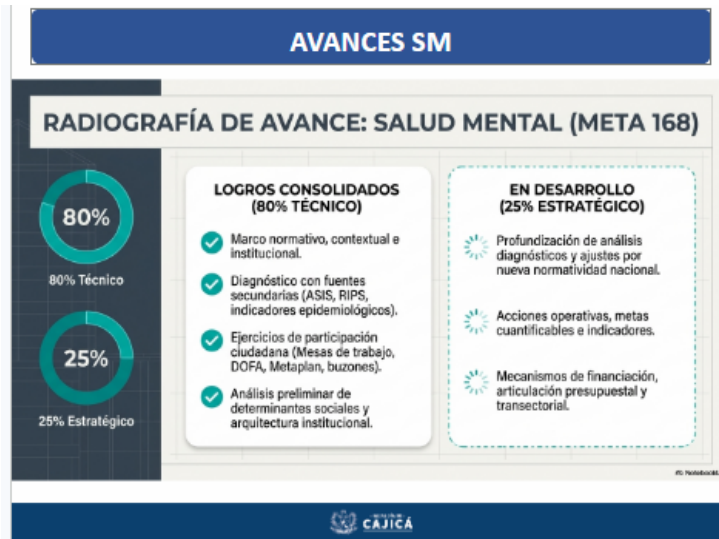 AVANCES SM
RADIOGRAFÍA DE AVANCE: SALUD MENTAL (META 168)
80%
80% Técnico
25%
25% Estratégico
LOGROS CONSOLIDADOS
(80% TÉCNICO)
Marco normativo, contextual e
institucional.
Diagnóstico con fuentes
secundarias (ASIS, RIPS,
indicadores epidemiológicos).
Ejercicios de participación
ciudadana (Mesas de trabajo,
DOFA, Metaplan, buzones).
Análisis preliminar de
determinantes sociales y
arquitectura institucional.
EN DESARROLLO
(25% ESTRATÉGICO)
Profundización de análisis
diagnósticos y ajustes por
nueva normatividad nacional.
Acciones operativas, metas
cuantificables e indicadores.
Mecanismos de financiación,
articulación presupuestal y
transectorial.
CAJICÁ